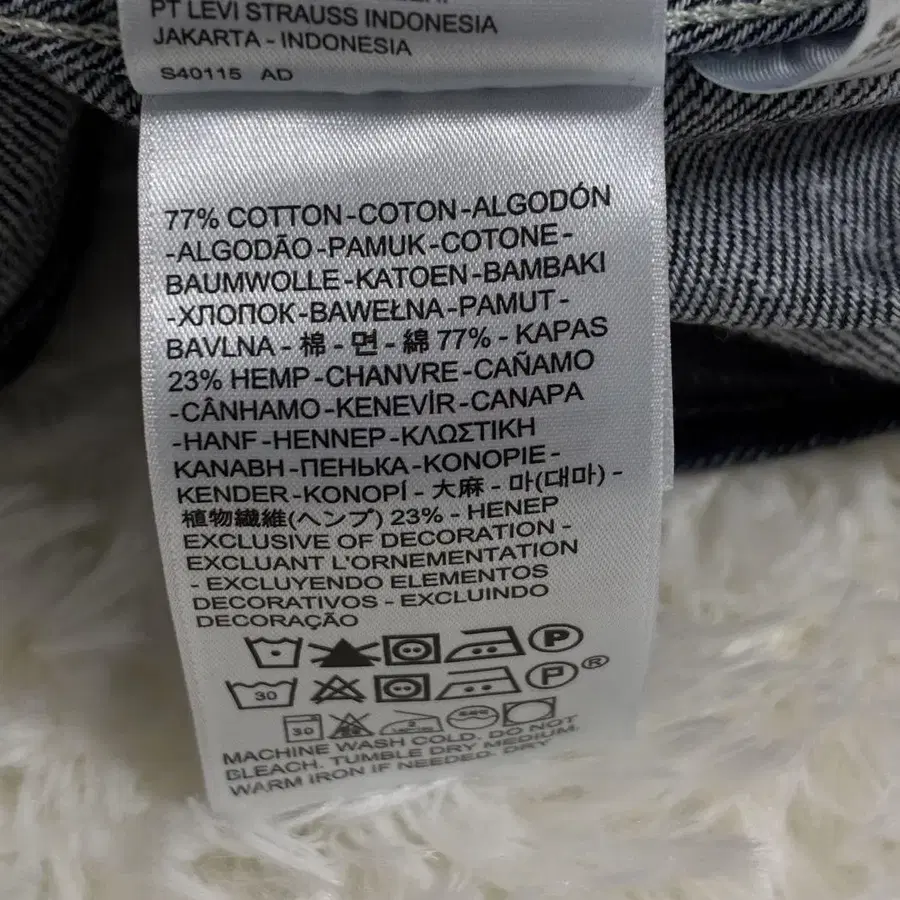 PT LEVI STRAUSS INDONESIA
JAKARTA - INDONESIA
S40115 AD
77% COTTON-COTON-ALGODÓN
-ALGODÃO-PAMUK-COTONE-
BAUMWOLLE-KATOEN-BAMBAKI
-ХЛОПОК-BAWEŁNA-PAMUT-
BAVLNA - 棉 - 면 - 綿 77% - KAPAS
23% HEMP-CHANVRE-CAÑAMO
-CÂNHAMO-KENEVİR-CANAPA
-HANF-HENNEP-ΚΛΩΣΤΙΚΗ
ΚΑΝΑΒΗ-ПЕНЬКА-KONOPIE-
KENDER-KONOPÍ - 大麻 - 마(대마) -
植物繊維(ヘンプ) 23% - HENEP
EXCLUSIVE OF DECORATION -
EXCLUANT L'ORNEMENTATION
- EXCLUYENDO ELEMENTOS
DECORATIVOS - EXCLUINDO
DECORAÇÃO
P
30 P ®
30
MACHINE WASH COLD, DO NOT
BLEACH. TUMBLE DRY MEDIUM,
WARM IRON IF NEEDED. DRY